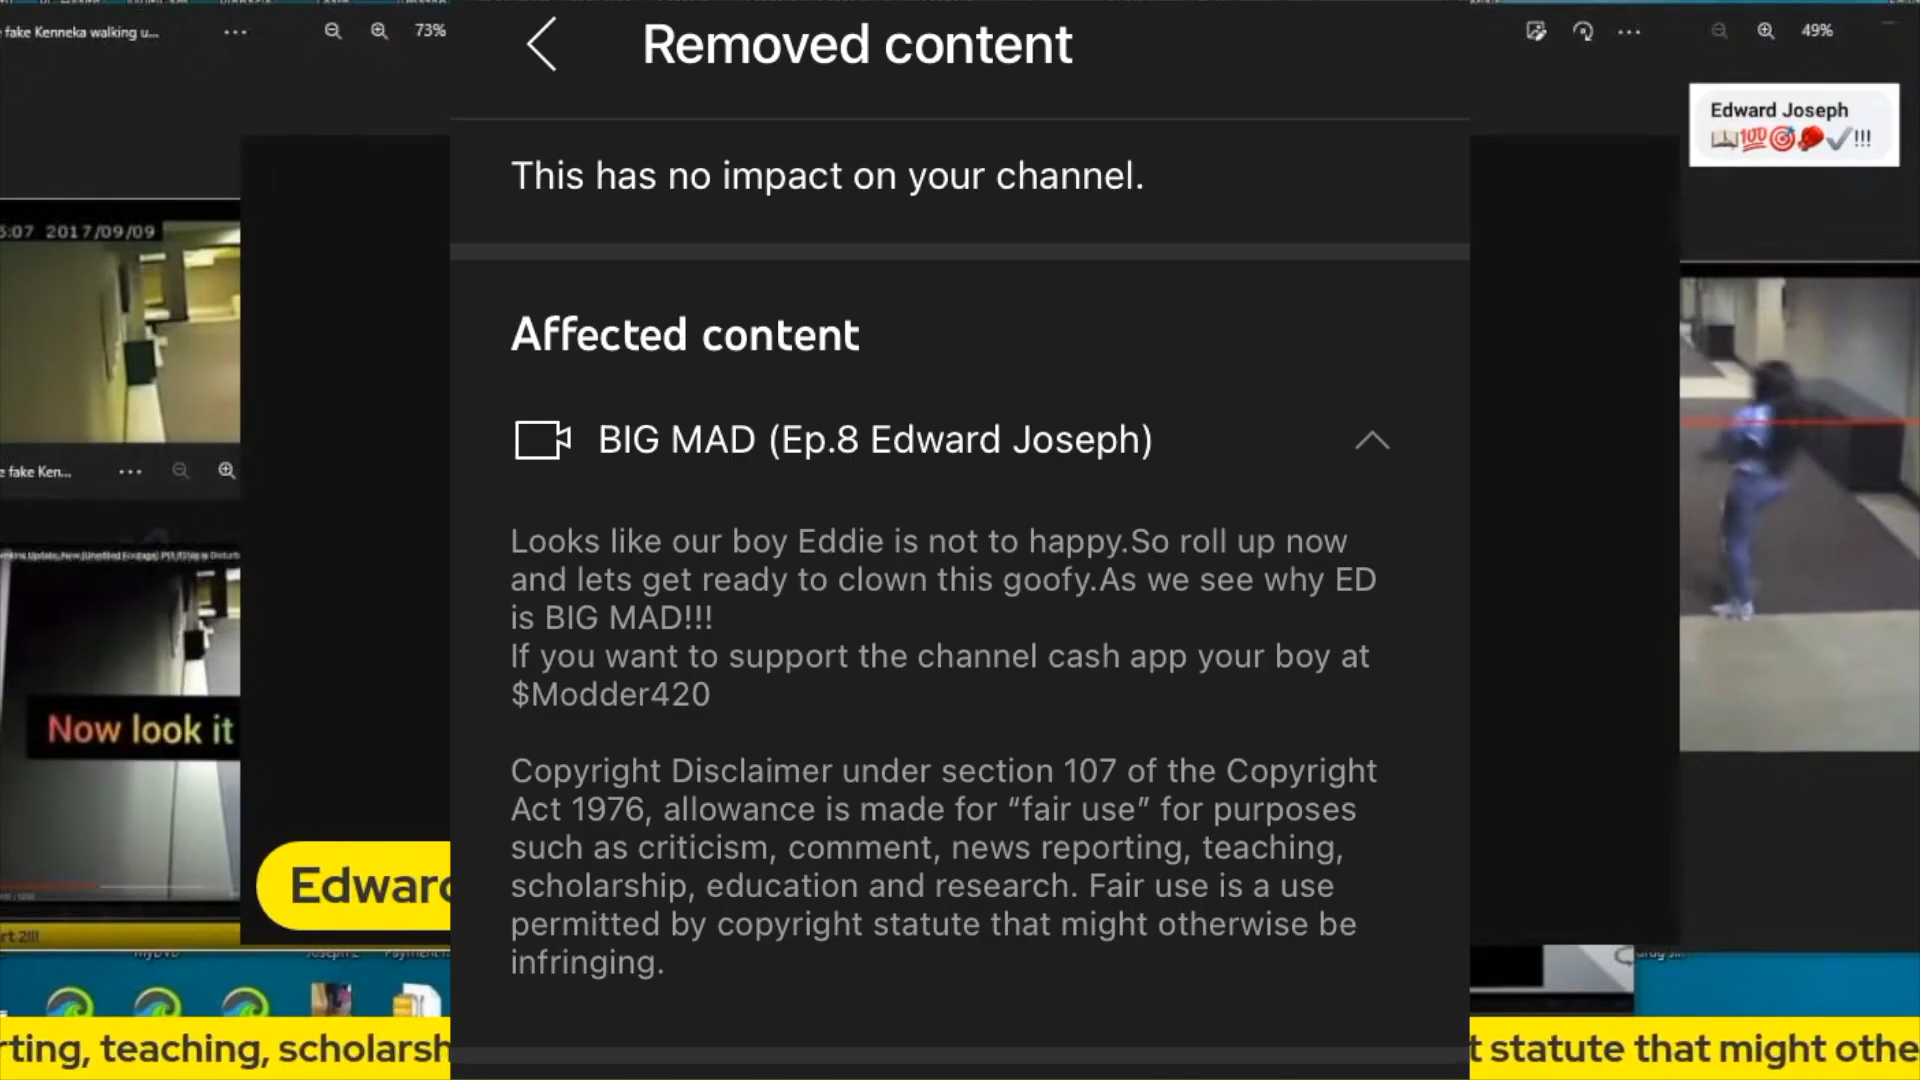 fake Kenneka walking u...
73%
Removed content
49%
Edward Joseph
📖💯🎯🥊✔️!!!
This has no impact on your channel.
5:07 2017/09/09
Affected content
BIG MAD (Ep.8 Edward Joseph)
e fake Ken...
Looks like our boy Eddie is not to happy.So roll up now
and lets get ready to clown this goofy.As we see why ED
is BIG MAD!!!
If you want to support the channel cash app your boy at
$Modder420
Now look it
Copyright Disclaimer under section 107 of the Copyright
Act 1976, allowance is made for “fair use” for purposes
such as criticism, comment, news reporting, teaching,
scholarship, education and research. Fair use is a use
permitted by copyright statute that might otherwise be
infringing.
Edward
rt 2!!!
rting, teaching, scholarsh
t statute that might othe